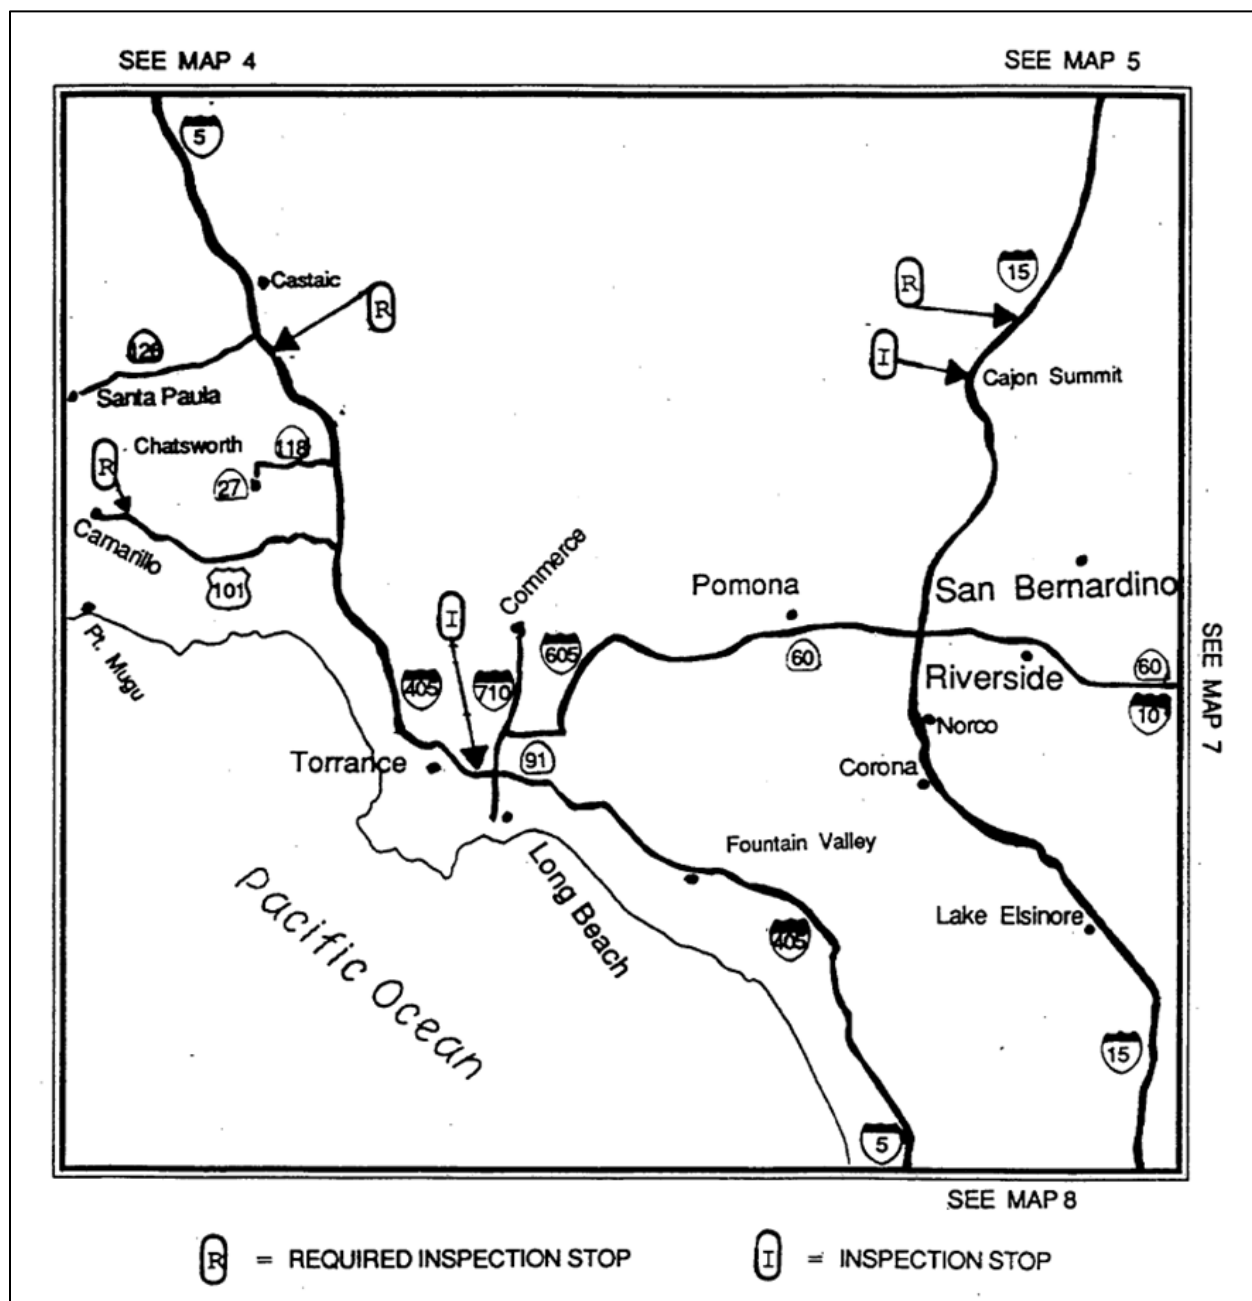 SEE MAP 4
SEE MAP 5
5
15
R
Castaic
R
I
126
Cajon Summit
Santa Paula
Chatsworth
118
R
27
Camarillo
101
Commerce
I
Pomona
San Bernardino
Pt. Mugu
605
60
SEE MAP 7
405
710
Riverside
60
10
Norco
91
Torrance
Corona
Fountain Valley
Long Beach
Lake Elsinore
405
Pacific Ocean
15
5
SEE MAP 8
R = REQUIRED INSPECTION STOP
I = INSPECTION STOP